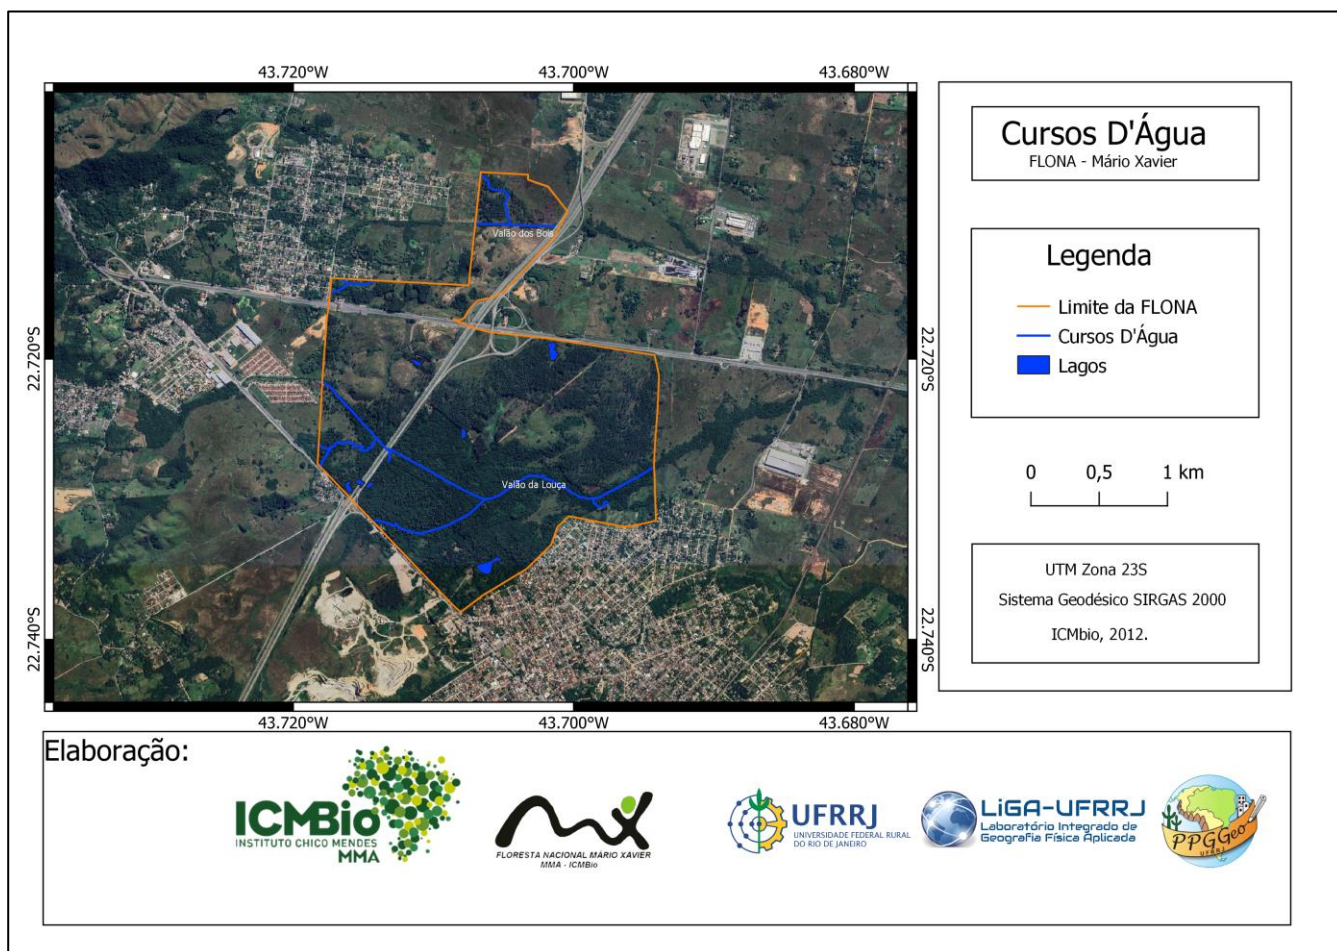 43.720°W 43.700°W 43.680°W
Cursos D'Água
FLONA - Mário Xavier
Valão dos Bois
Legenda
Limite da FLONA
Cursos D'Água
Lagos
22.720°S 22.720°S
0 0,5 1 km
Valão da Louça
UTM Zona 23S
Sistema Geodésico SIRGAS 2000
ICMbio, 2012.
22.740°S 22.740°S
43.720°W 43.700°W 43.680°W
Elaboração:
ICMBio
INSTITUTO CHICO MENDES
MMA
FLORESTA NACIONAL MÁRIO XAVIER
MMA - ICMBio
UFRRJ
UNIVERSIDADE FEDERAL RURAL
DO RIO DE JANEIRO
LiGA-UFRRJ
Laboratório Integrado de
Geografia Física Aplicada
PPGGeo
UFRRJ